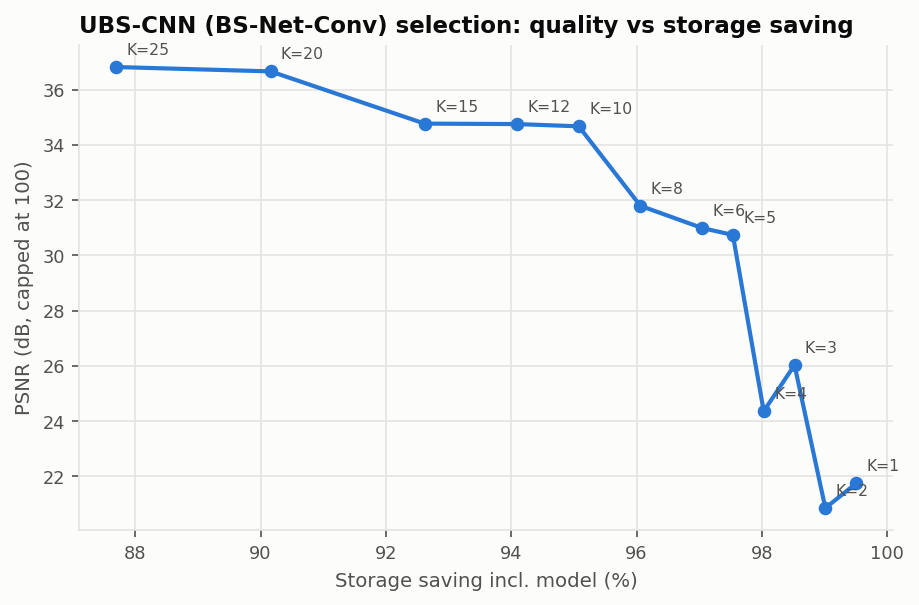 UBS-CNN (BS-Net-Conv) selection: quality vs storage saving
K=25
K=20
K=15
K=12
K=10
K=8
K=6
K=5
K=3
K=4
K=1
K=2
36
34
32
30
28
26
24
22
PSNR (dB, capped at 100)
88
90
92
94
96
98
100
Storage saving incl. model (%)